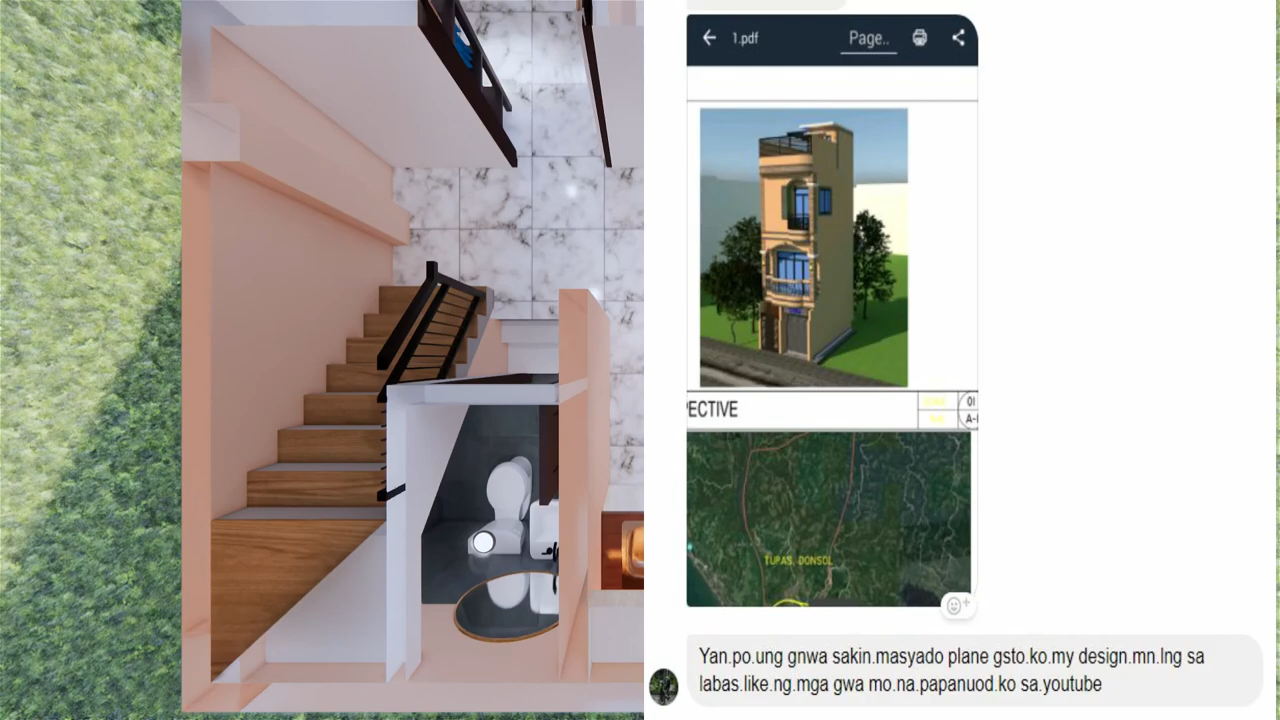 1.pdf
Page..
PECTIVE
01
A-
TUPAS, DONSOL
Yan.po.ung gnwa sakin.masyado plane gsto.ko.my design.mn.lng sa
labas.like.ng.mga gwa mo.na.papanuod.ko sa.youtube